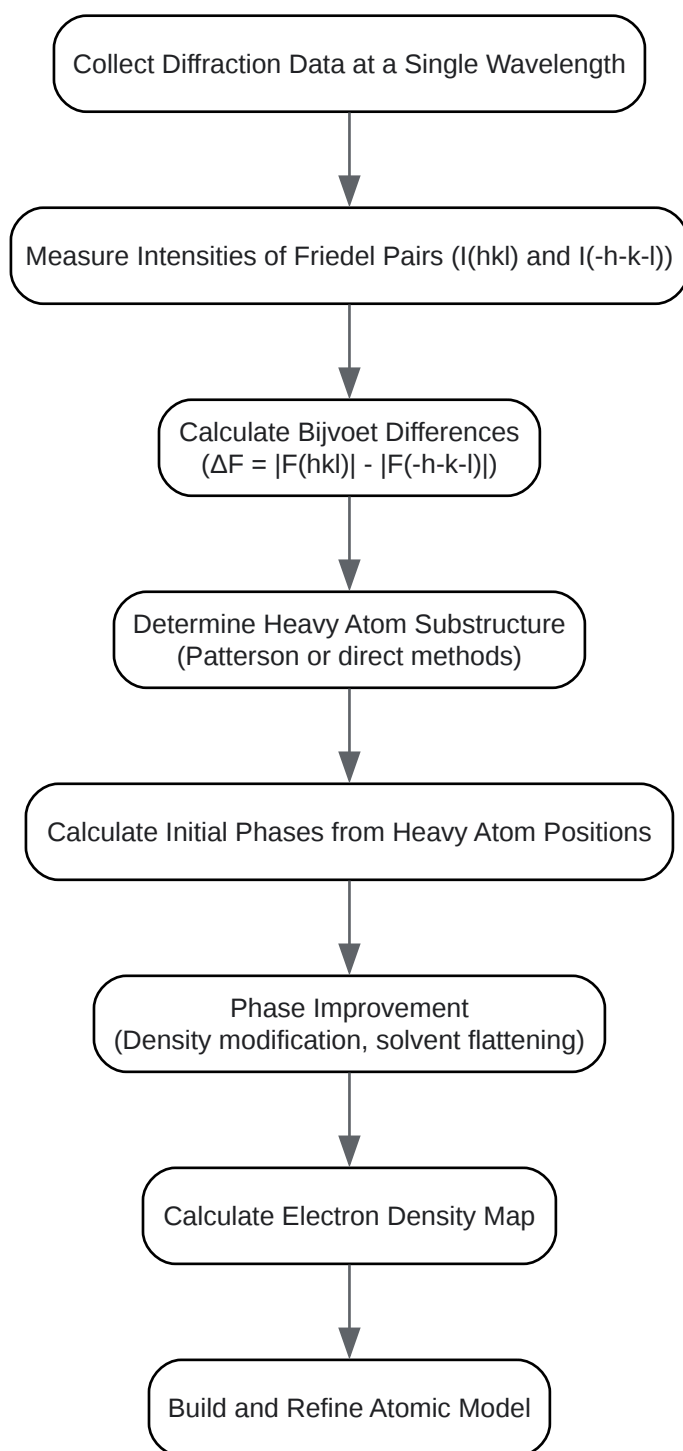 Collect Diffraction Data at a Single Wavelength
Measure Intensities of Friedel Pairs (I(hkl) and I(-h-k-l))
Calculate Bijvoet Differences
(ΔF = |F(hkl)| - |F(-h-k-l)|)
Determine Heavy Atom Substructure
(Patterson or direct methods)
Calculate Initial Phases from Heavy Atom Positions
Phase Improvement
(Density modification, solvent flattening)
Calculate Electron Density Map
Build and Refine Atomic Model